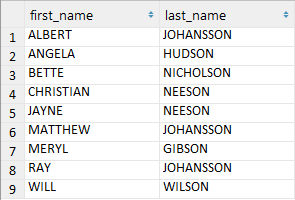 first_name last_name
1 ALBERT JOHANSSON
2 ANGELA HUDSON
3 BETTE NICHOLSON
4 CHRISTIAN NEESON
5 JAYNE NEESON
6 MATTHEW JOHANSSON
7 MERYL GIBSON
8 RAY JOHANSSON
9 WILL WILSON